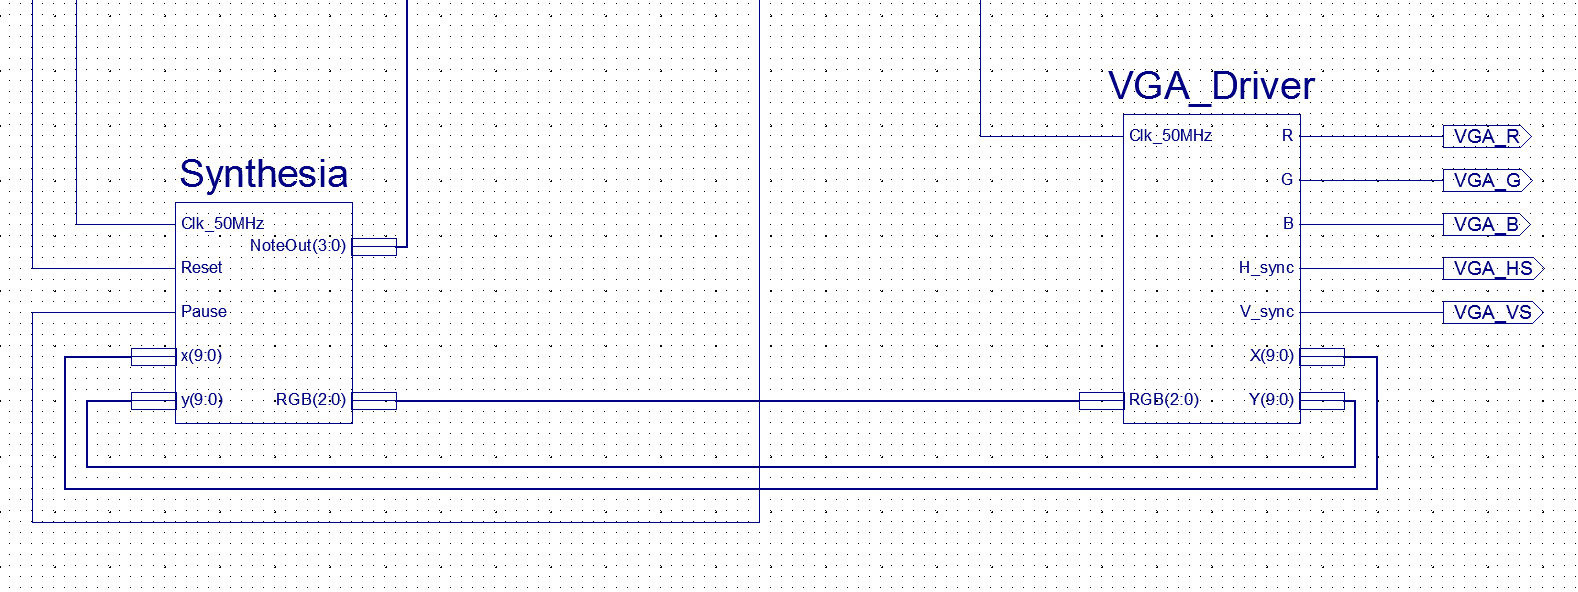 VGA_Driver
Clk_50MHz
R
VGA_R
G
VGA_G
B
VGA_B
H_sync
VGA_HS
V_sync
VGA_VS
X(9:0)
RGB(2:0)
Y(9:0)
Synthesia
Clk_50MHz
NoteOut(3:0)
Reset
Pause
x(9:0)
y(9:0)
RGB(2:0)